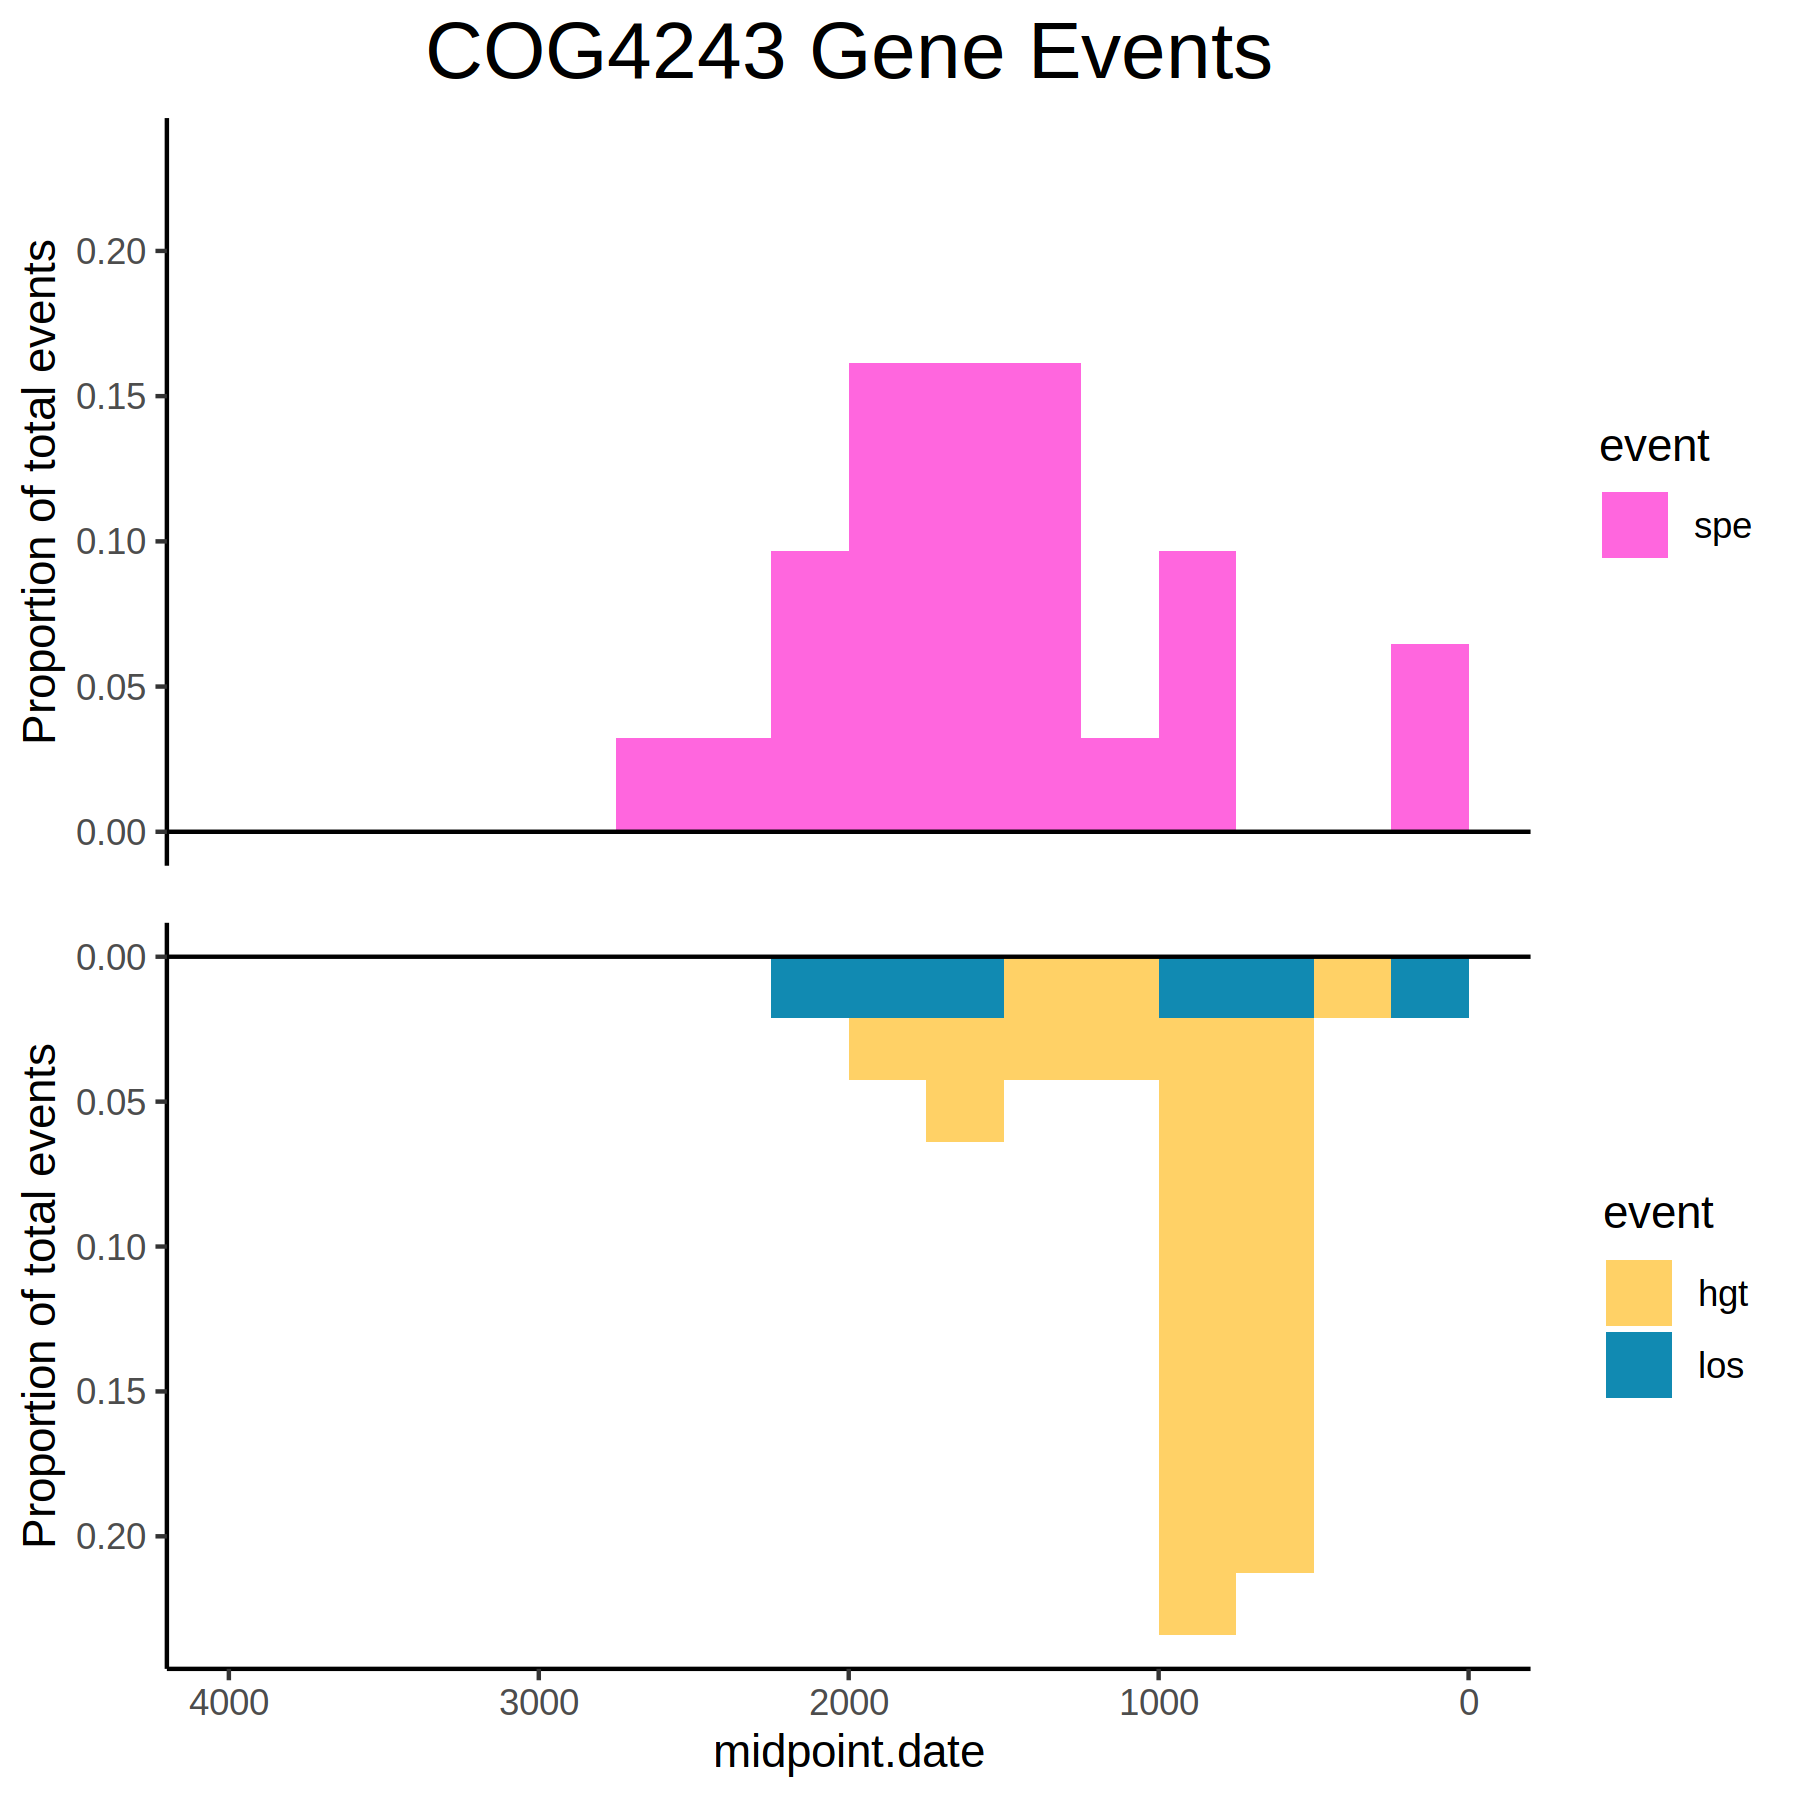 COG4243 Gene Events
Proportion of total events
0.20
0.15
0.10
0.05
0.00
event
spe
Proportion of total events
0.00
0.05
0.10
0.15
0.20
event
hgt
los
4000 3000 2000 1000 0
midpoint.date